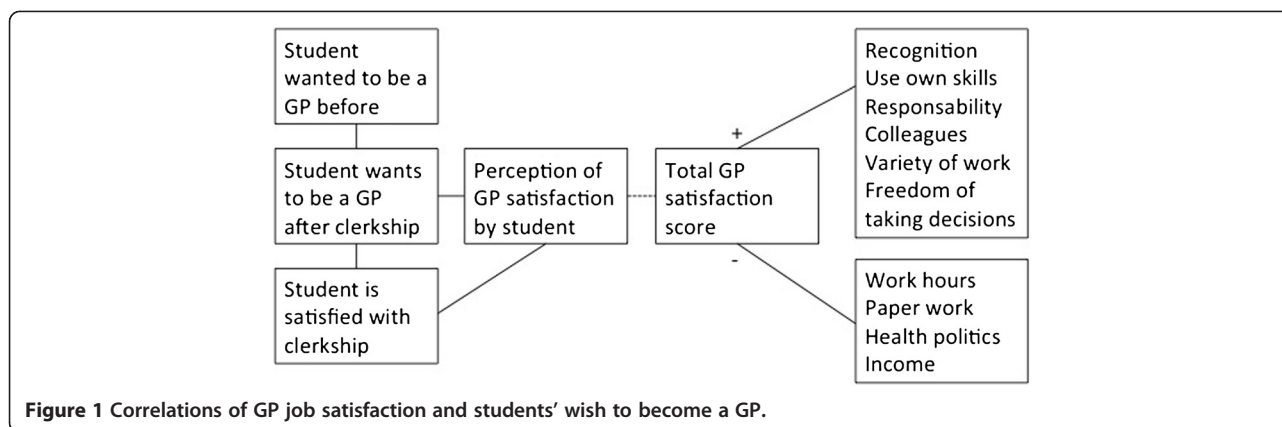 Student
wanted to be a
GP before
Student wants
to be a GP
after clerkship
Student is
satisfied with
clerkship
Perception of
GP satisfaction
by student
Total GP
satisfaction
score
+
-
Recognition
Use own skills
Responsability
Colleagues
Variety of work
Freedom of
taking decisions
Work hours
Paper work
Health politics
Income
Figure 1 Correlations of GP job satisfaction and students’ wish to become a GP.